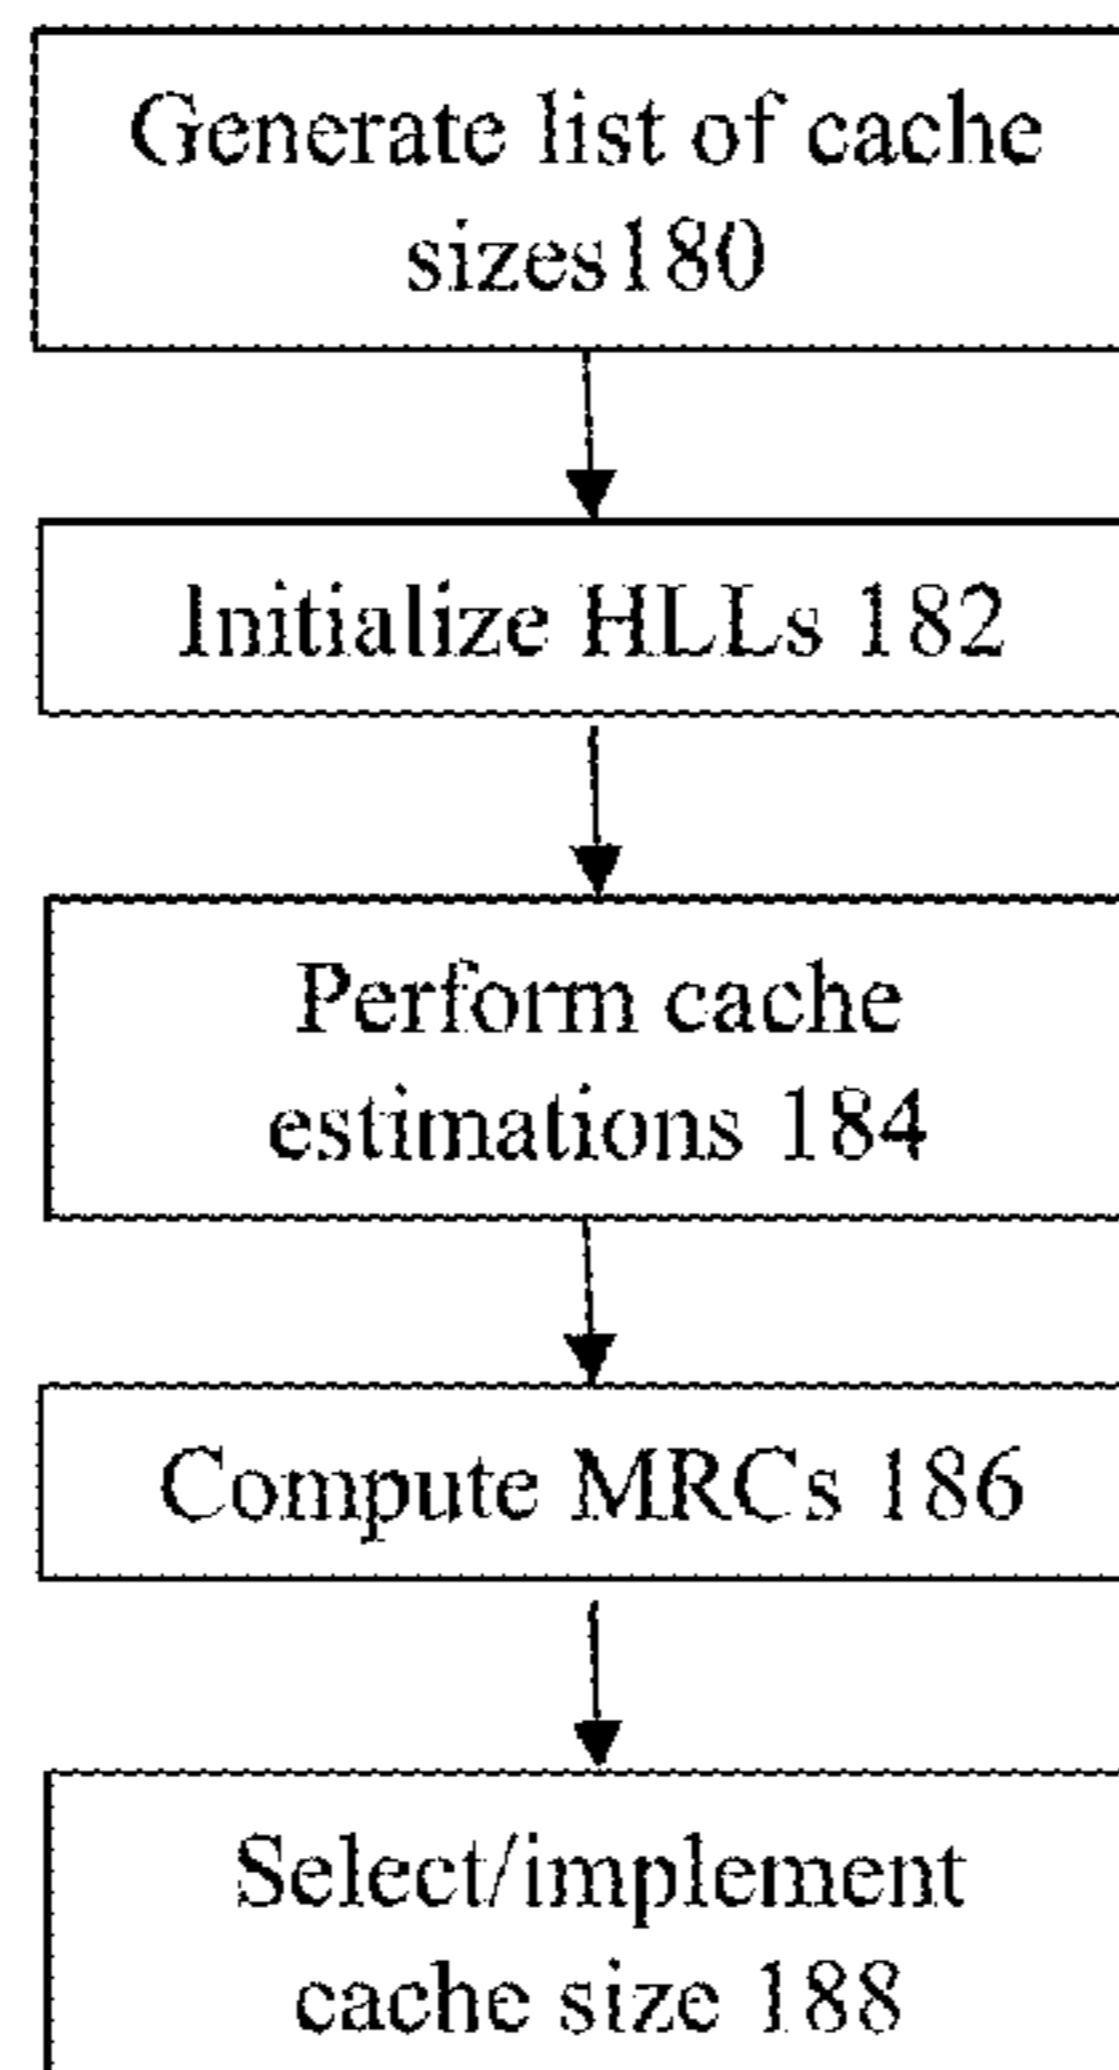 Generate list of cache
sizes180
Initialize HLLs 182
Perform cache
estimations 184
Compute MRCs 186
Select/implement
cache size 188